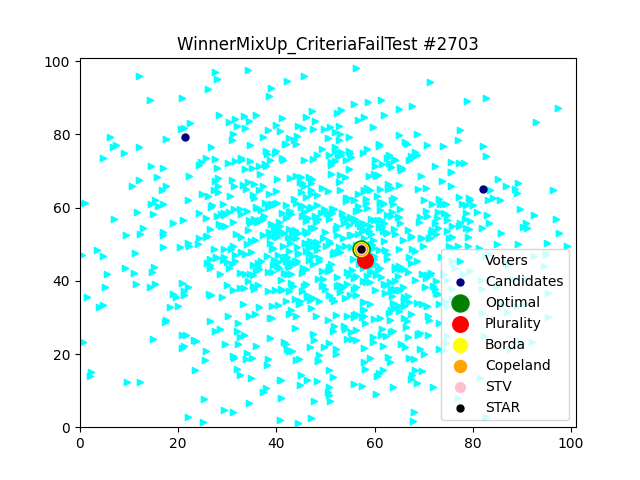 WinnerMixUp_CriteriaFailTest #2703
100
80
60
40
20
0
0 20 40 60 80 100
Voters
Candidates
Optimal
Plurality
Borda
Copeland
STV
STAR